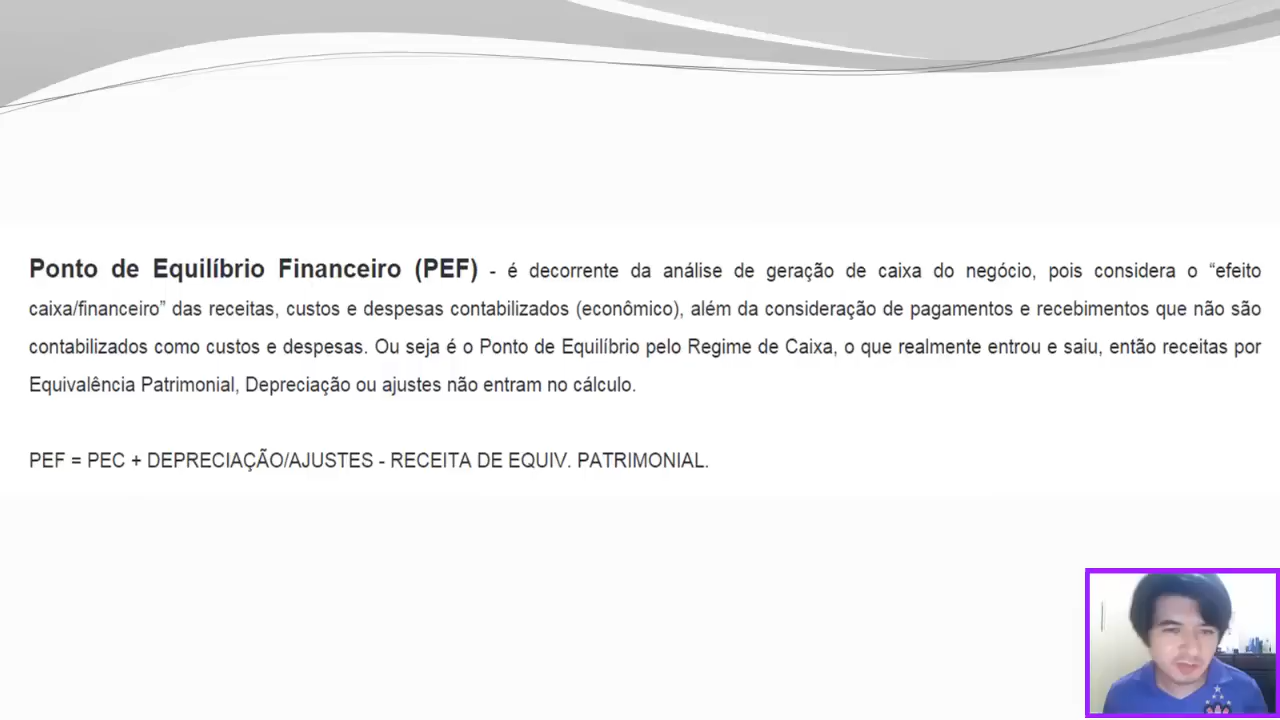 Ponto de Equilíbrio Financeiro (PEF) - é decorrente da análise de geração de caixa do negócio, pois considera o “efeito
caixa/financeiro” das receitas, custos e despesas contabilizados (econômico), além da consideração de pagamentos e recebimentos que não são
contabilizados como custos e despesas. Ou seja é o Ponto de Equilíbrio pelo Regime de Caixa, o que realmente entrou e saiu, então receitas por
Equivalência Patrimonial, Depreciação ou ajustes não entram no cálculo.
PEF = PEC + DEPRECIAÇÃO/AJUSTES - RECEITA DE EQUIV. PATRIMONIAL.